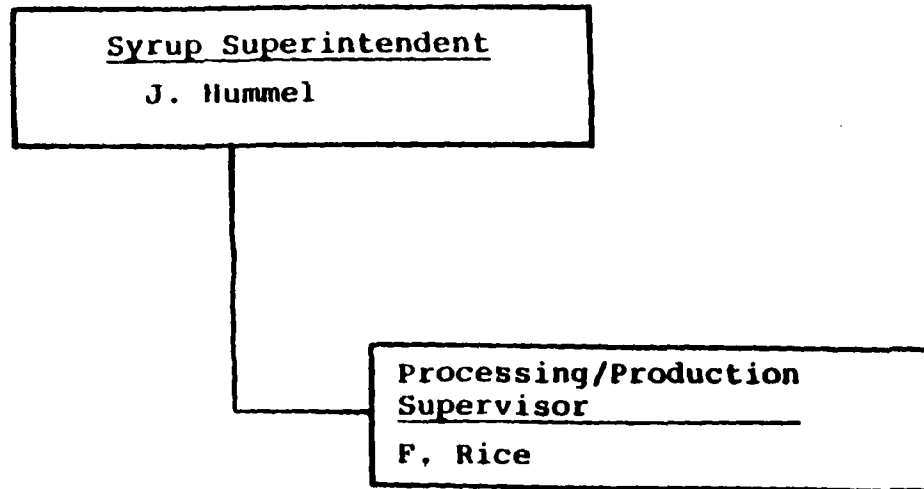 Syrup Superintendent
J. Hummel
Processing/Production
Supervisor
F. Rice